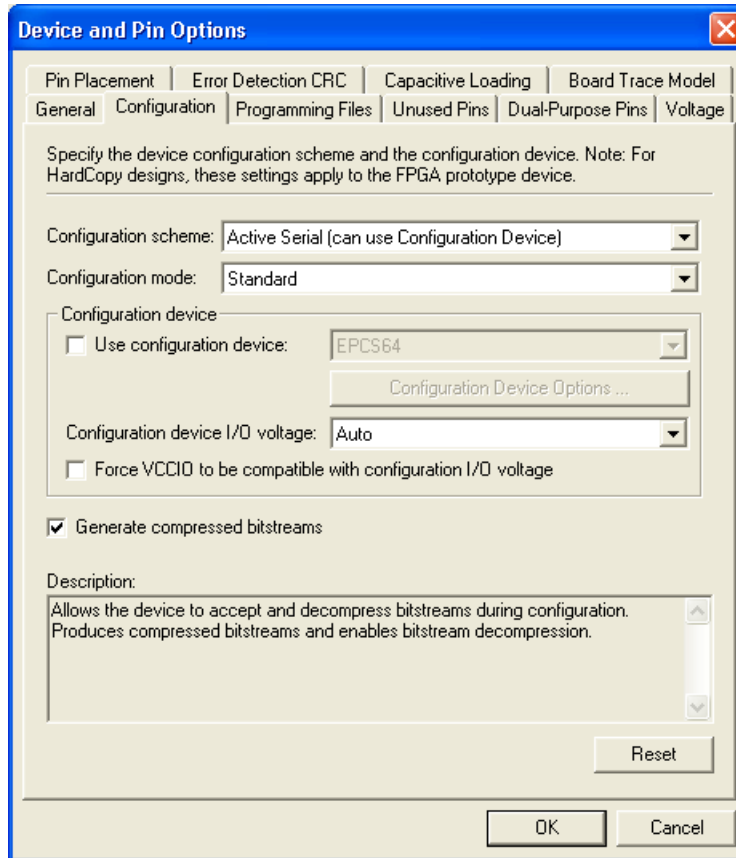 Device and Pin Options
Pin Placement Error Detection CRC Capacitive Loading Board Trace Model
General Configuration Programming Files Unused Pins Dual-Purpose Pins Voltage
Specify the device configuration scheme and the configuration device. Note: For
HardCopy designs, these settings apply to the FPGA prototype device.
Configuration scheme: Active Serial (can use Configuration Device)
Configuration mode: Standard
Configuration device
Use configuration device: EPCS64
Configuration Device Options ...
Configuration device I/O voltage: Auto
Force VCCIO to be compatible with configuration I/O voltage
Generate compressed bitstreams
Description:
Allows the device to accept and decompress bitstreams during configuration.
Produces compressed bitstreams and enables bitstream decompression.
Reset
OK Cancel